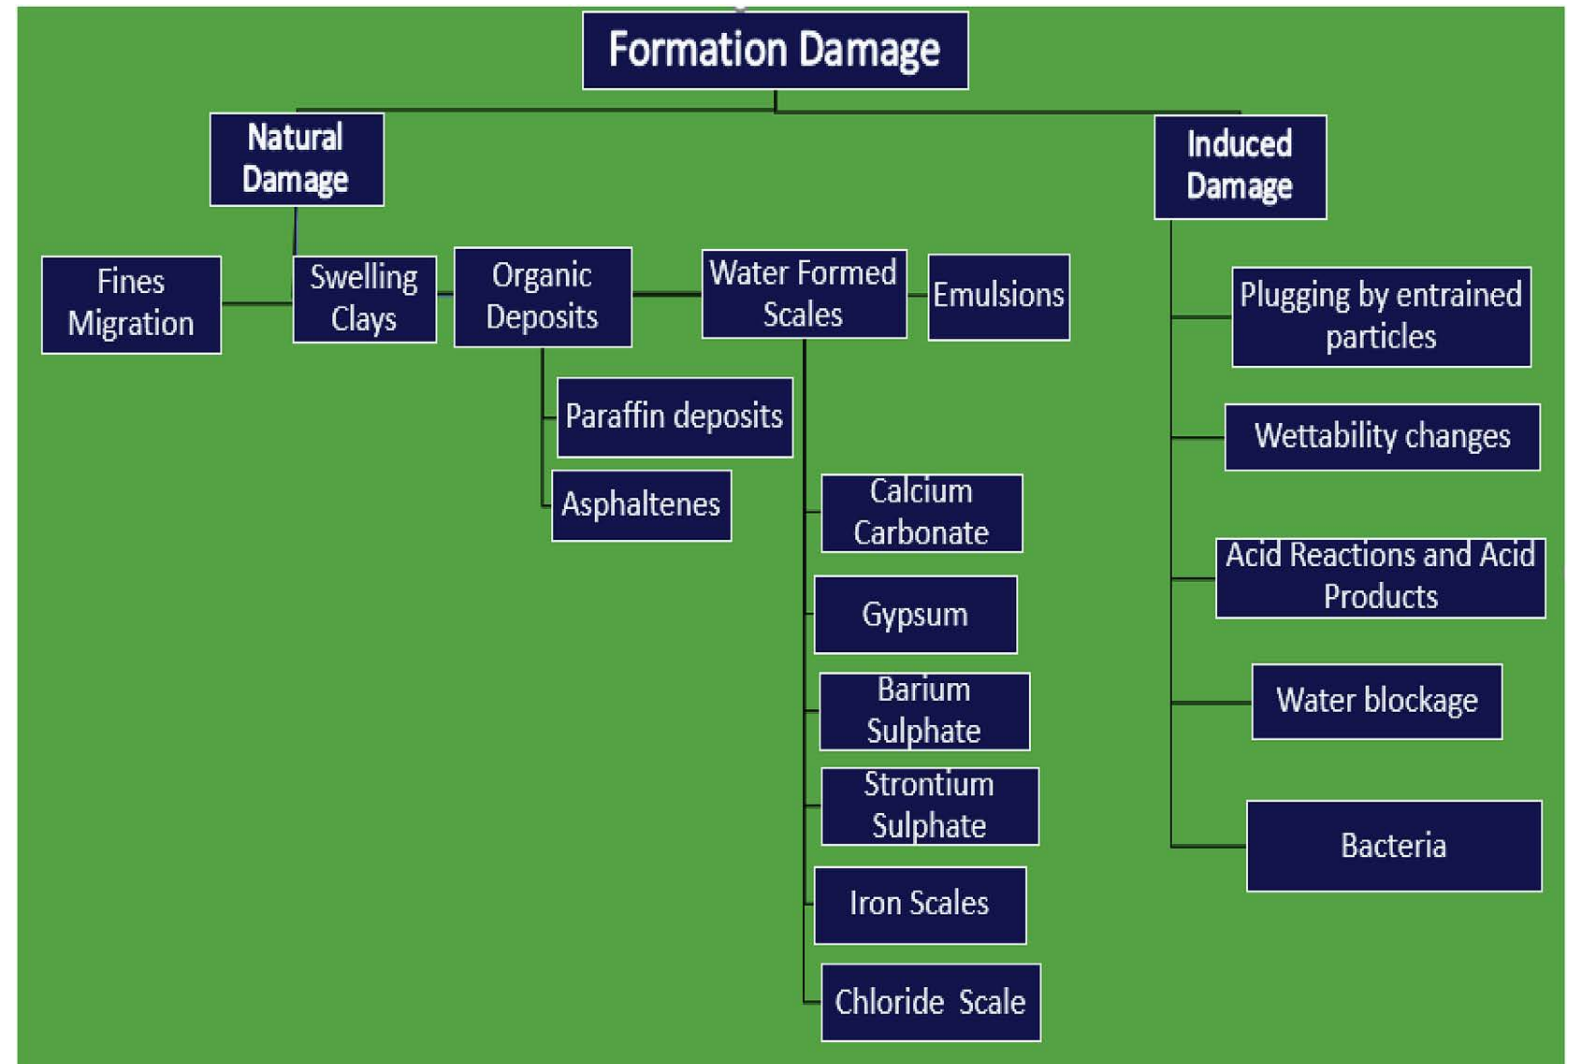 Formation Damage
Natural
Damage
Induced
Damage
Fines
Migration
Swelling
Clays
Organic
Deposits
Water Formed
Scales
Emulsions
Paraffin deposits
Asphaltenes
Calcium
Carbonate
Gypsum
Barium
Sulphate
Strontium
Sulphate
Iron Scales
Chloride Scale
Plugging by entrained
particles
Wettability changes
Acid Reactions and Acid
Products
Water blockage
Bacteria